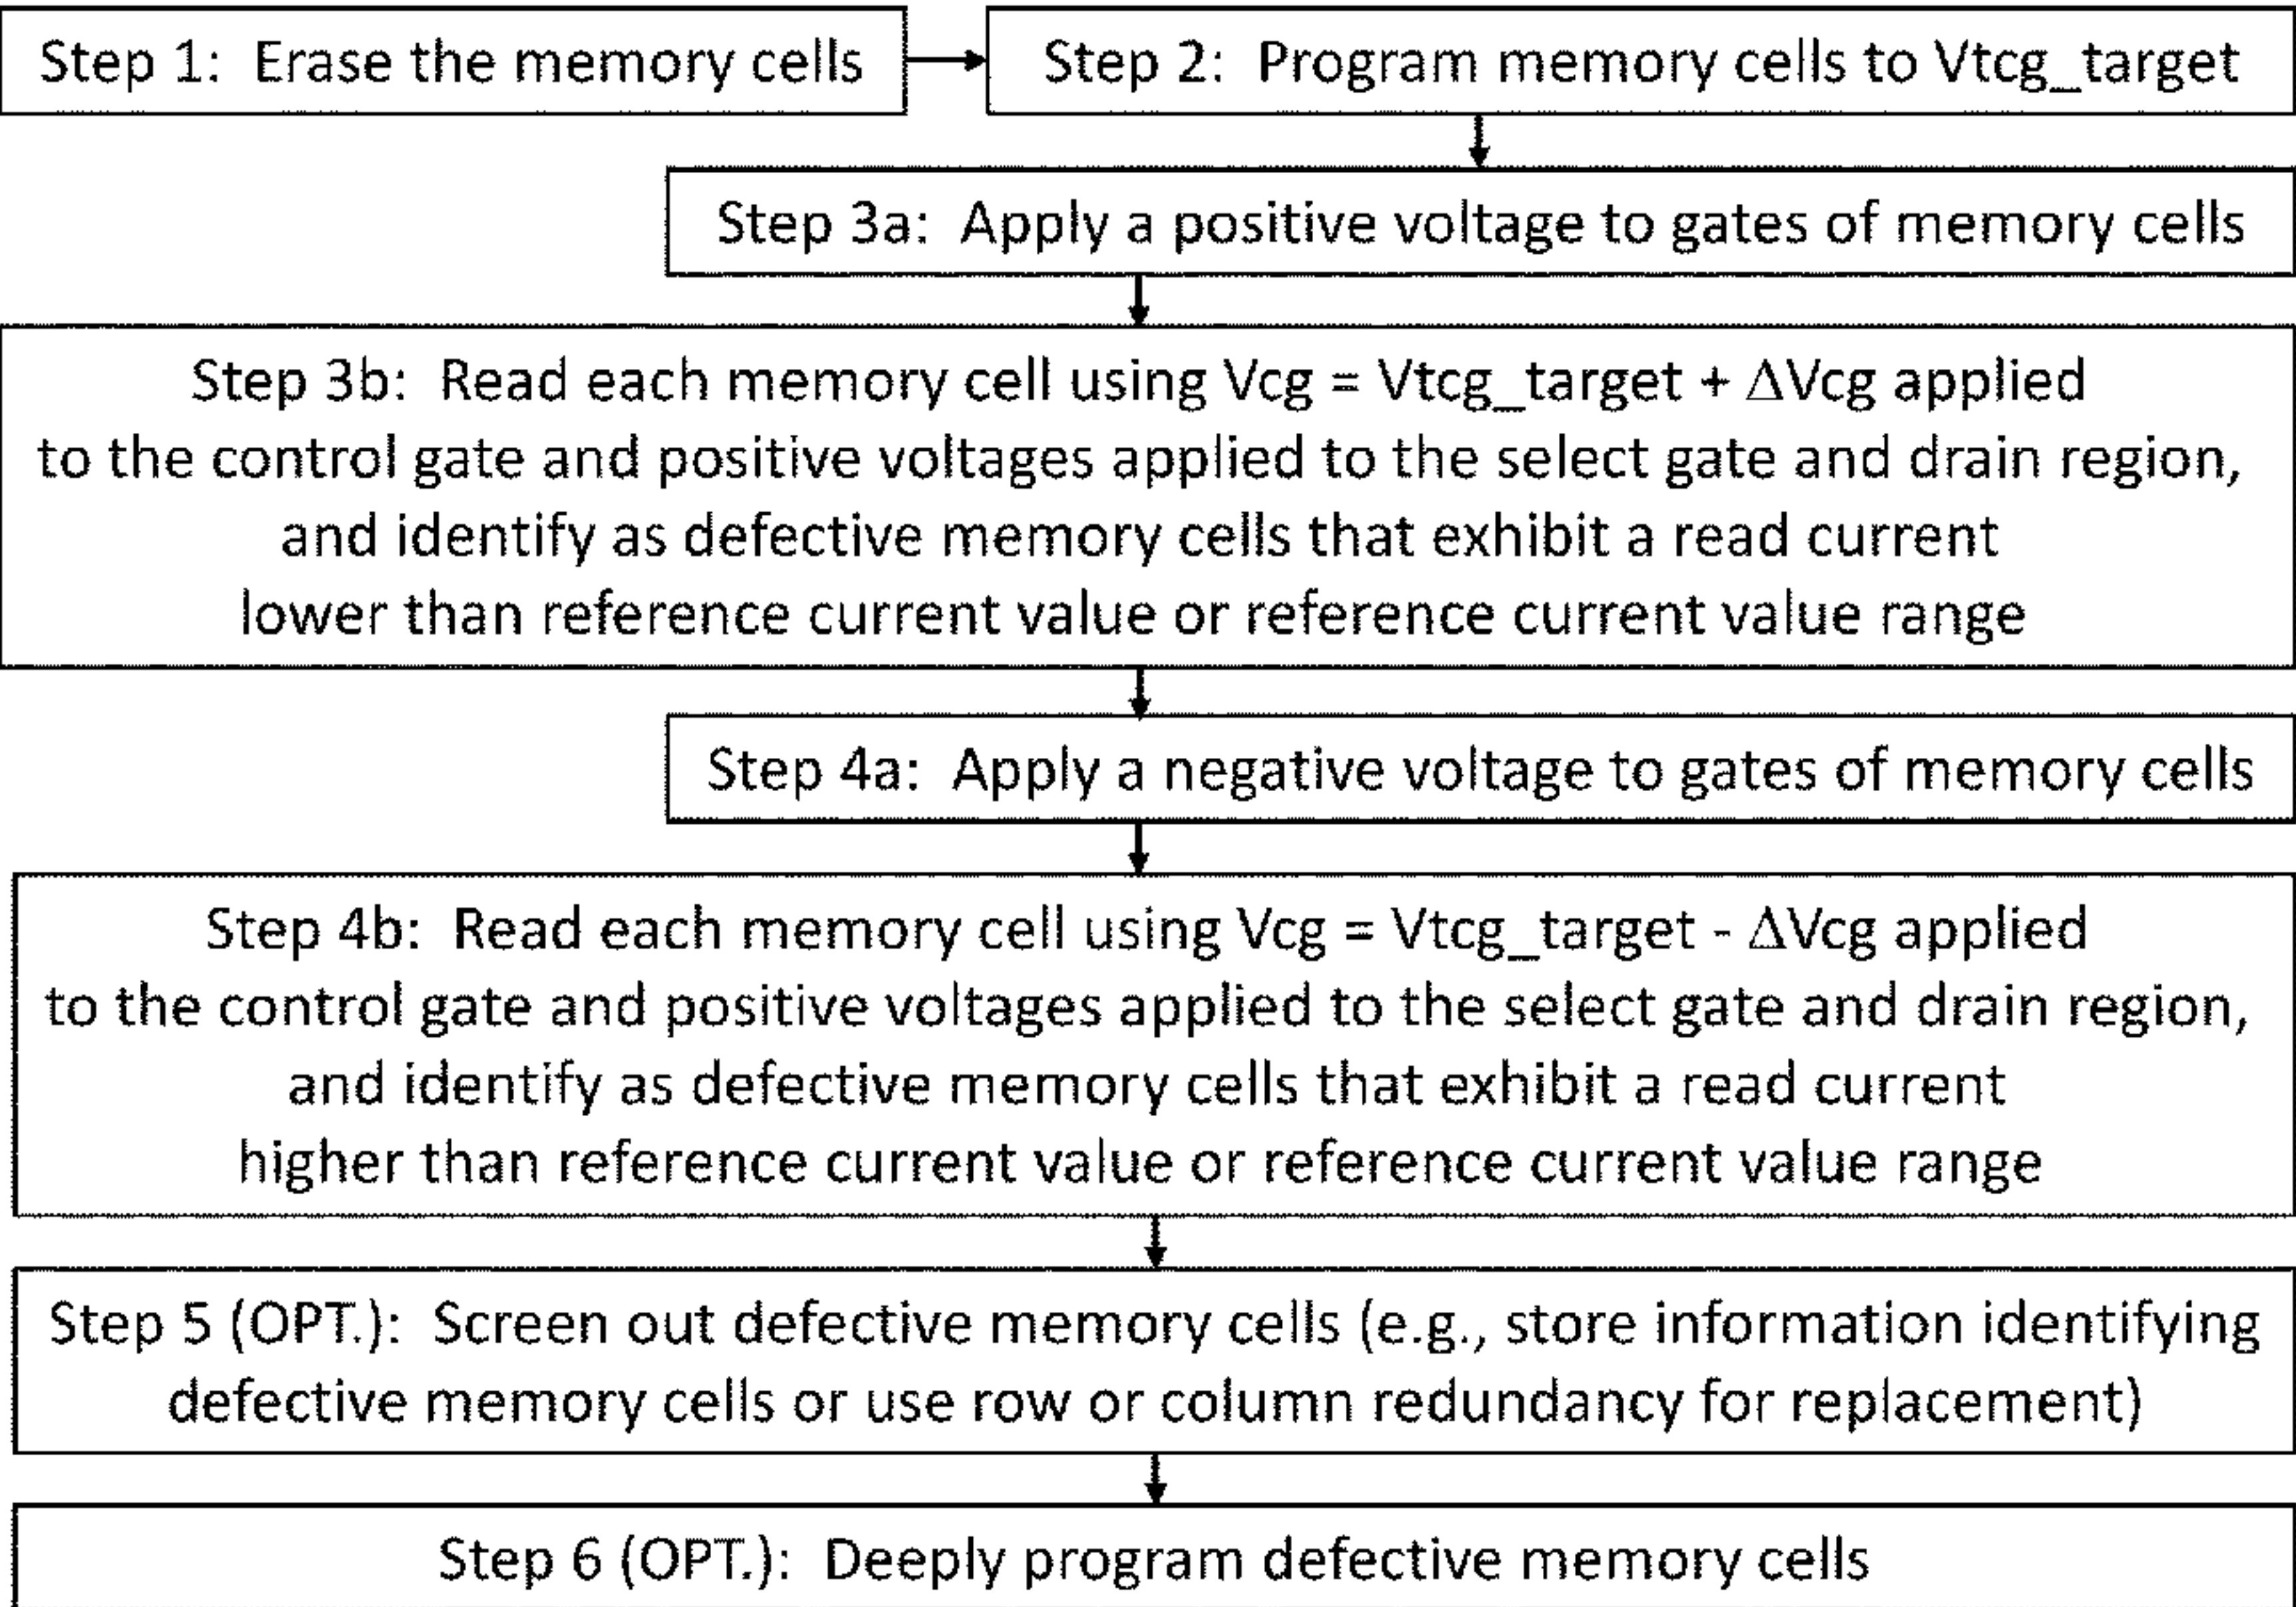 Step 1: Erase the memory cells
Step 2: Program memory cells to Vtcg_target
Step 3a: Apply a positive voltage to gates of memory cells
Step 3b: Read each memory cell using Vcg = Vtcg_target + ΔVcg applied
to the control gate and positive voltages applied to the select gate and drain region,
and identify as defective memory cells that exhibit a read current
lower than reference current value or reference current value range
Step 4a: Apply a negative voltage to gates of memory cells
Step 4b: Read each memory cell using Vcg = Vtcg_target - ΔVcg applied
to the control gate and positive voltages applied to the select gate and drain region,
and identify as defective memory cells that exhibit a read current
higher than reference current value or reference current value range
Step 5 (OPT.): Screen out defective memory cells (e.g., store information identifying
defective memory cells or use row or column redundancy for replacement)
Step 6 (OPT.): Deeply program defective memory cells